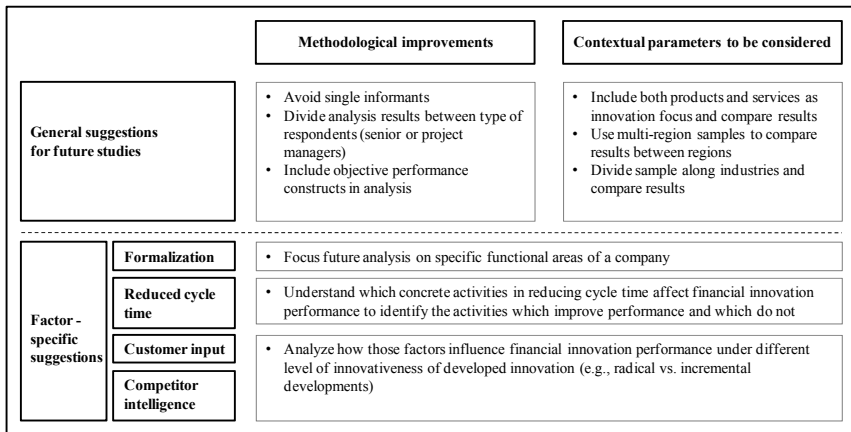 Methodological improvements
Contextual parameters to be considered
General suggestions
for future studies
• Avoid single informants
• Divide analysis results between type of
respondents (senior or project
managers)
• Include objective performance
constructs in analysis
• Include both products and services as
innovation focus and compare results
• Use multi-region samples to compare
results between regions
• Divide sample along industries and
compare results
Factor -
specific
suggestions
Formalization
• Focus future analysis on specific functional areas of a company
Reduced cycle
time
• Understand which concrete activities in reducing cycle time affect financial innovation
performance to identify the activities which improve performance and which do not
Customer input
Competitor
intelligence
• Analyze how those factors influence financial innovation performance under different
level of innovativeness of developed innovation (e.g., radical vs. incremental
developments)